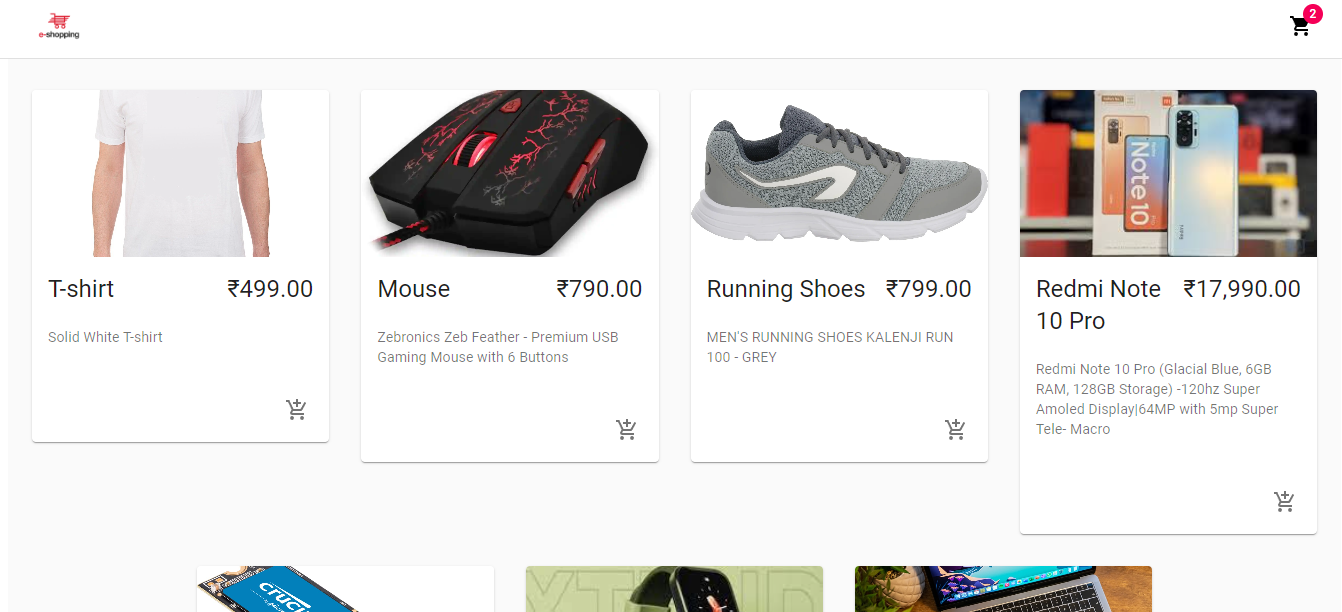 e-shopping
2
T-shirt ₹499.00
Solid White T-shirt
Mouse ₹790.00
Zebronics Zeb Feather - Premium USB
Gaming Mouse with 6 Buttons
Running Shoes ₹799.00
MEN'S RUNNING SHOES KALENJI RUN
100 - GREY
Note 10
Redmi Note ₹17,990.00
10 Pro
Redmi Note 10 Pro (Glacial Blue, 6GB
RAM, 128GB Storage) -120hz Super
Amoled Display|64MP with 5mp Super
Tele- Macro